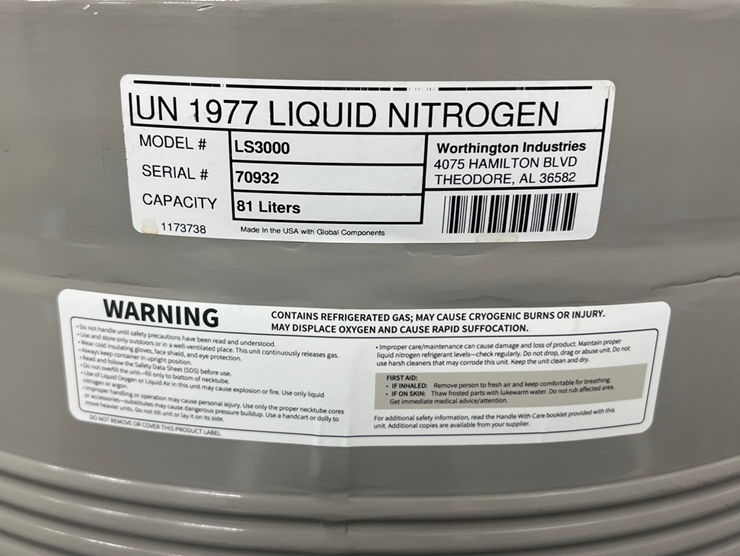 UN 1977 LIQUID NITROGEN
MODEL # LS3000
SERIAL # 70932
CAPACITY 81 Liters
1173738
Made In the USA with Global Components
Worthington Industries
4075 HAMILTON BLVD
THEODORE, AL 36582
WARNING
CONTAINS REFRIGERATED GAS; MAY CAUSE CRYOGENIC BURNS OR INJURY.
MAY DISPLACE OXYGEN AND CAUSE RAPID SUFFOCATION.
• Do not handle until safety precautions have been read and understood.
• Use and store only outdoors or in a well-ventilated place. This unit continuously releases gas.
• Wear cold insulating gloves, face shield, and eye protection.
• Always keep container in upright position.
• Read and follow the Safety Data Sheet (SDS) before use.
• Do not overfill the unit—fill only to bottom of necktube.
• Use of Liquid Oxygen or Liquid Air in this unit may cause explosion or fire. Use only liquid
nitrogen or argon.
• Improper handling or operation may cause personal injury. Use only the proper necktube cores
or accessories—substitutes may cause dangerous pressure buildup. Use a handcart or dolly to
move heavier units. Do not tilt unit or lay it on its side.
DO NOT REMOVE OR COVER THIS PRODUCT LABEL
• Improper care/maintenance can cause damage and loss of product. Maintain proper
liquid nitrogen refrigerant levels—check regularly. Do not drop, drag or abuse unit. Do not
use harsh cleaners that may corrode this unit. Keep the unit clean and dry.
FIRST AID:
• IF INHALED: Remove person to fresh air and keep comfortable for breathing.
• IF ON SKIN: Thaw frosted parts with lukewarm water. Do not rub affected area.
Get immediate medical advice/attention.
For additional safety information, read the Handle With Care booklet provided with this
unit. Additional copies are available from your supplier.